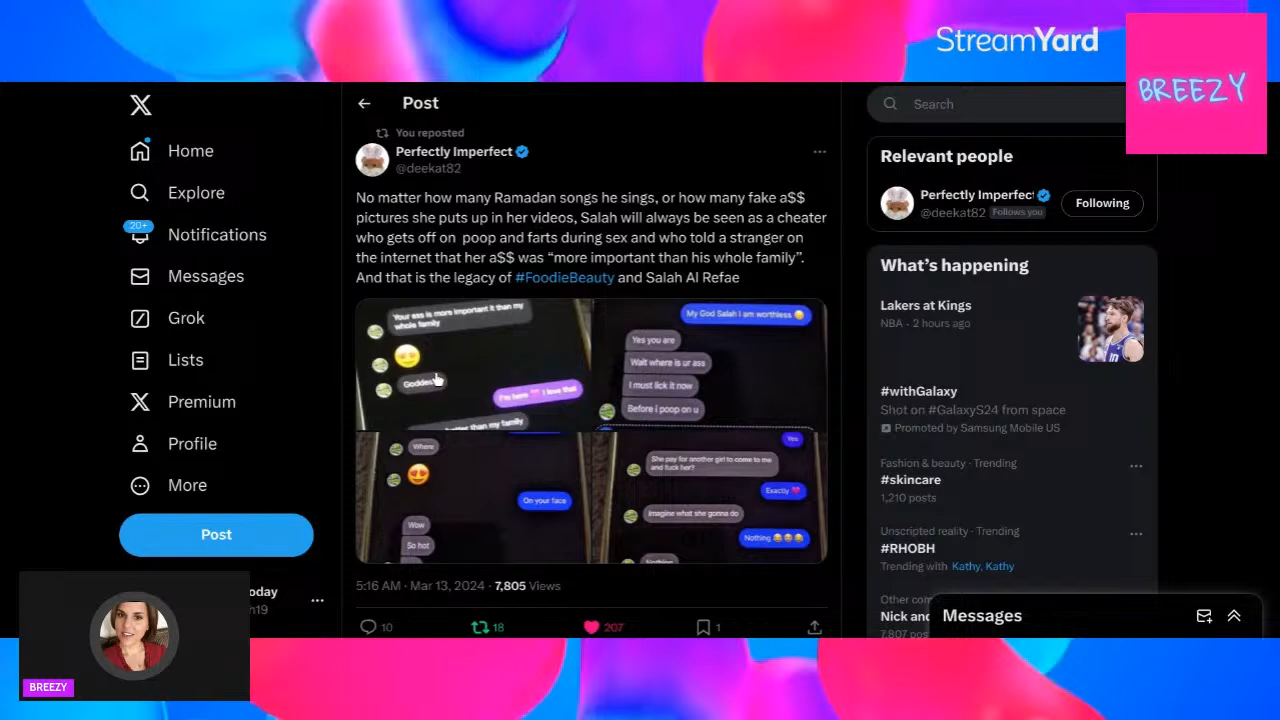 StreamYard
BREEZY
X
Home
Explore
20+
Notifications
Messages
Grok
Lists
Premium
Profile
More
Post
oday
n19
BREEZY
Post
You reposted
Perfectly Imperfect
@deekat82
No matter how many Ramadan songs he sings, or how many fake a$$
pictures she puts up in her videos, Salah will always be seen as a cheater
who gets off on poop and farts during sex and who told a stranger on
the internet that her a$$ was “more important than his whole family”.
And that is the legacy of #FoodieBeauty and Salah Al Refae
Your ass is more important it than my
whole family
😍
Goddes
I'm here 💖 I love that
than my family
My God Salah I am worthless
Yes you are
Wait where is ur ass
I must lick it now
Before i poop on u
Where
😍
On your face
Wow
So hot
Yes
She pay for another girl to come to me
and fuck her?
Exactly
Imagine what she gonna do
Nothing 😂😂😂
Nothing
5:16 AM · Mar 13, 2024 · 7,805 Views
10
18
207
1
Search
Relevant people
Perfectly Imperfect
@deekat82 Follows you
Following
What's happening
Lakers at Kings
NBA · 2 hours ago
#withGalaxy
Shot on #GalaxyS24 from space
Promoted by Samsung Mobile US
Fashion & beauty · Trending
#skincare
1,210 posts
Unscripted reality · Trending
#RHOBH
Trending with Kathy, Kathy
Other com
Nick and
7,807 pos
Messages